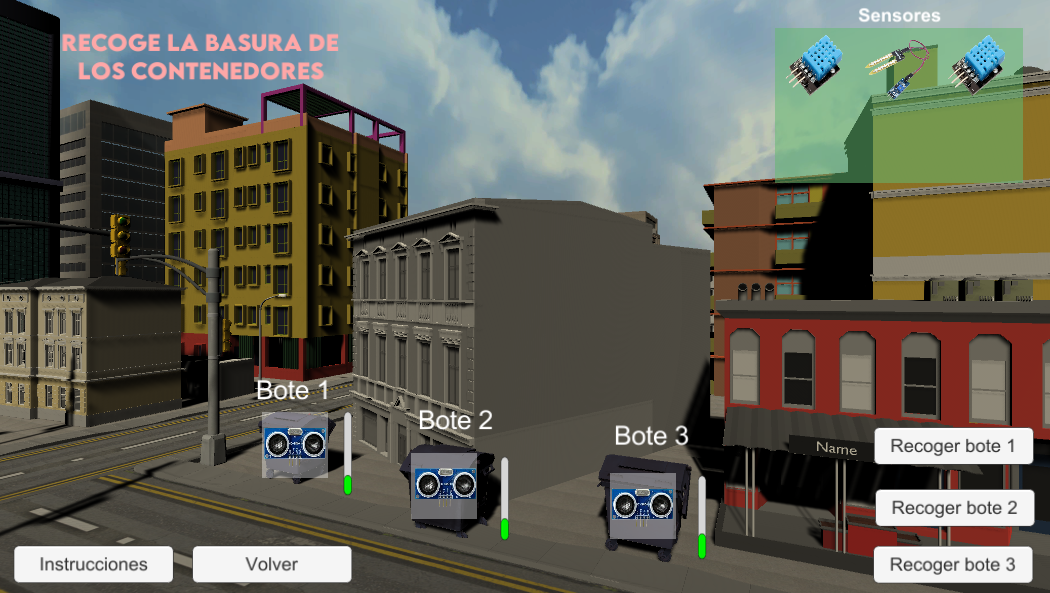 RECOGE LA BASURA DE
LOS CONTENEDORES
Sensores
Bote 1
Bote 2
Bote 3
Name
Recoger bote 1
Recoger bote 2
Recoger bote 3
Instrucciones
Volver